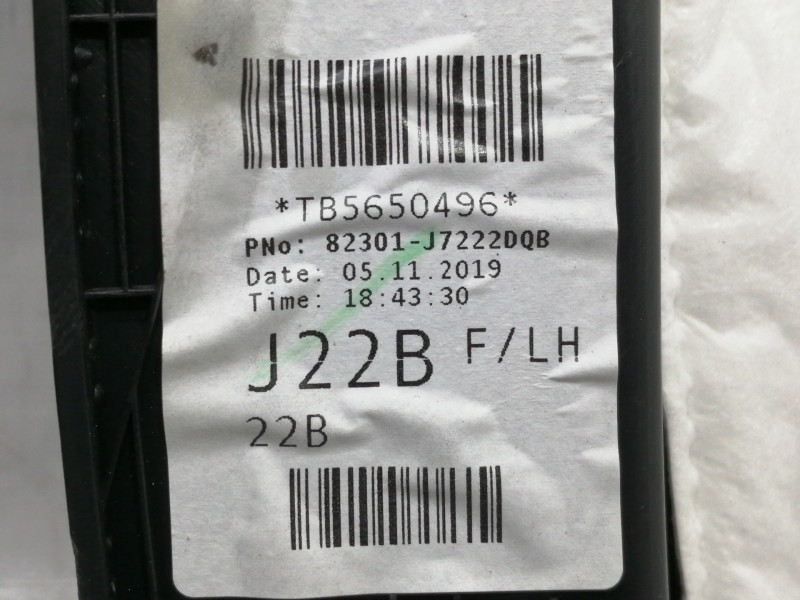 *TB5650496*
PNo: 82301-J7222DQB
Date: 05.11.2019
Time: 18:43:30
J22B F/LH
22B